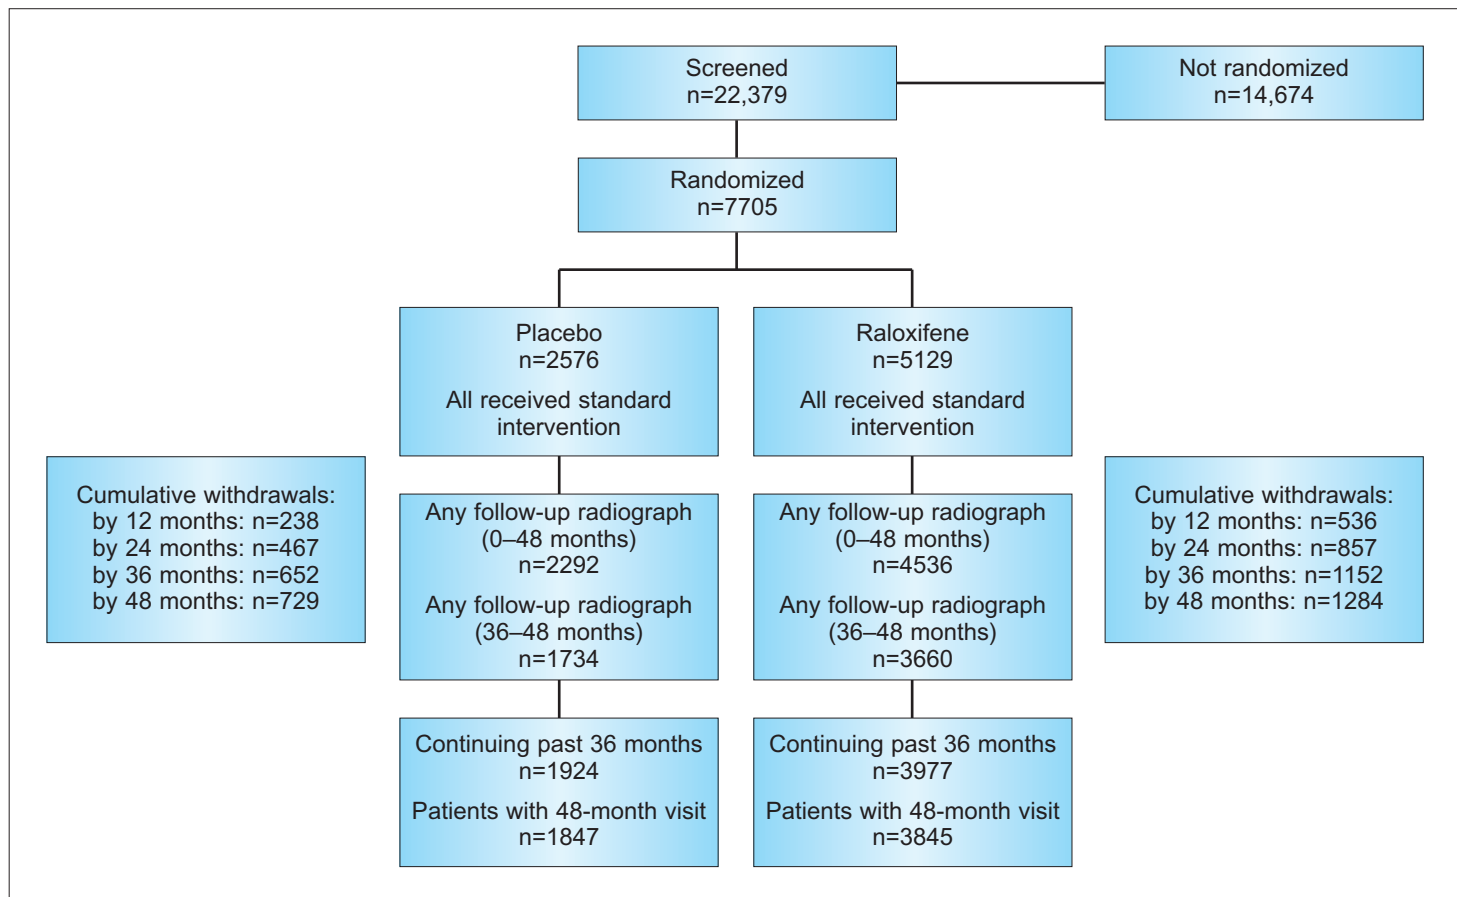 Screened
n=22,379
Not randomized
n=14,674
Randomized
n=7705
Placebo
n=2576
All received standard
intervention
Raloxifene
n=5129
All received standard
intervention
Cumulative withdrawals:
by 12 months: n=238
by 24 months: n=467
by 36 months: n=652
by 48 months: n=729
Any follow-up radiograph
(0–48 months)
n=2292
Any follow-up radiograph
(36–48 months)
n=1734
Any follow-up radiograph
(0–48 months)
n=4536
Any follow-up radiograph
(36–48 months)
n=3660
Cumulative withdrawals:
by 12 months: n=536
by 24 months: n=857
by 36 months: n=1152
by 48 months: n=1284
Continuing past 36 months
n=1924
Patients with 48-month visit
n=1847
Continuing past 36 months
n=3977
Patients with 48-month visit
n=3845